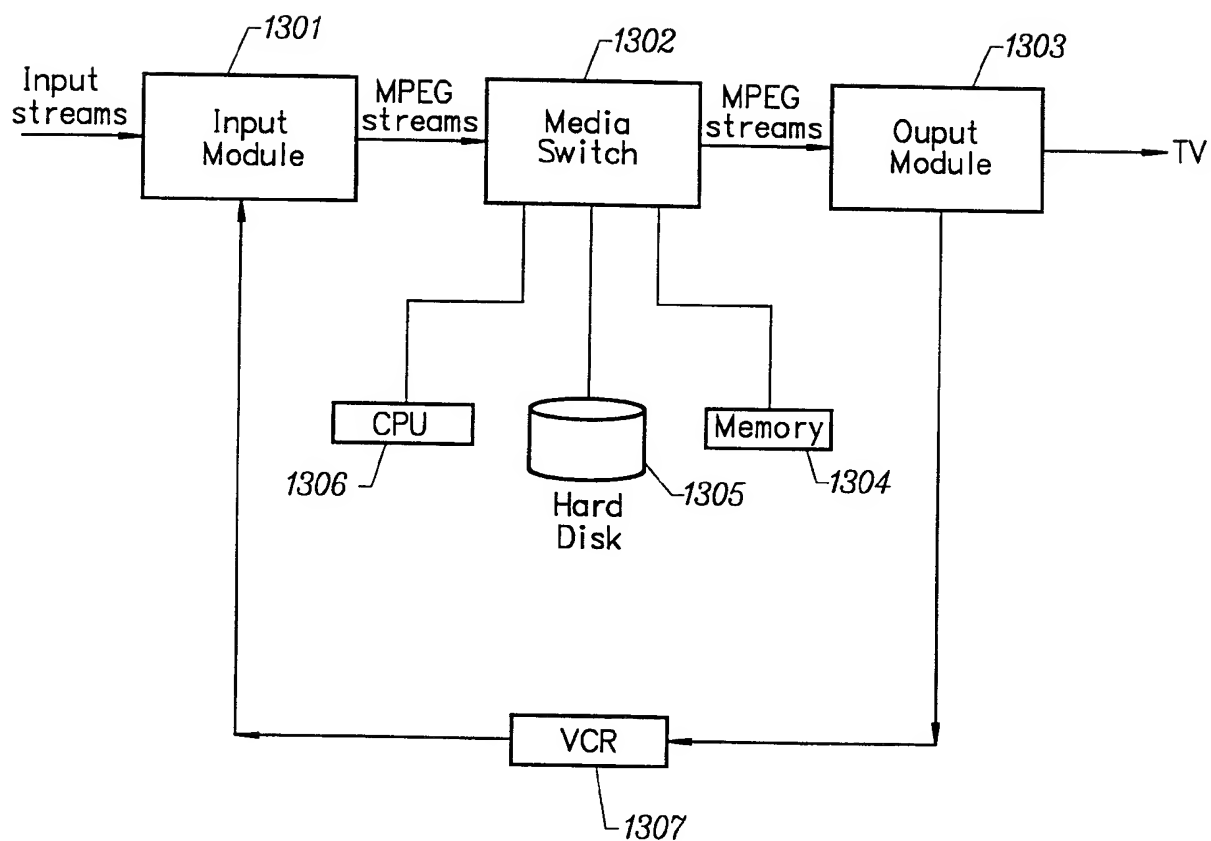 1301
1302
1303
Input
streams
Input
Module
MPEG
streams
Media
Switch
MPEG
streams
Ouput
Module
TV
CPU
1306
Hard
Disk
1305
Memory
1304
VCR
1307